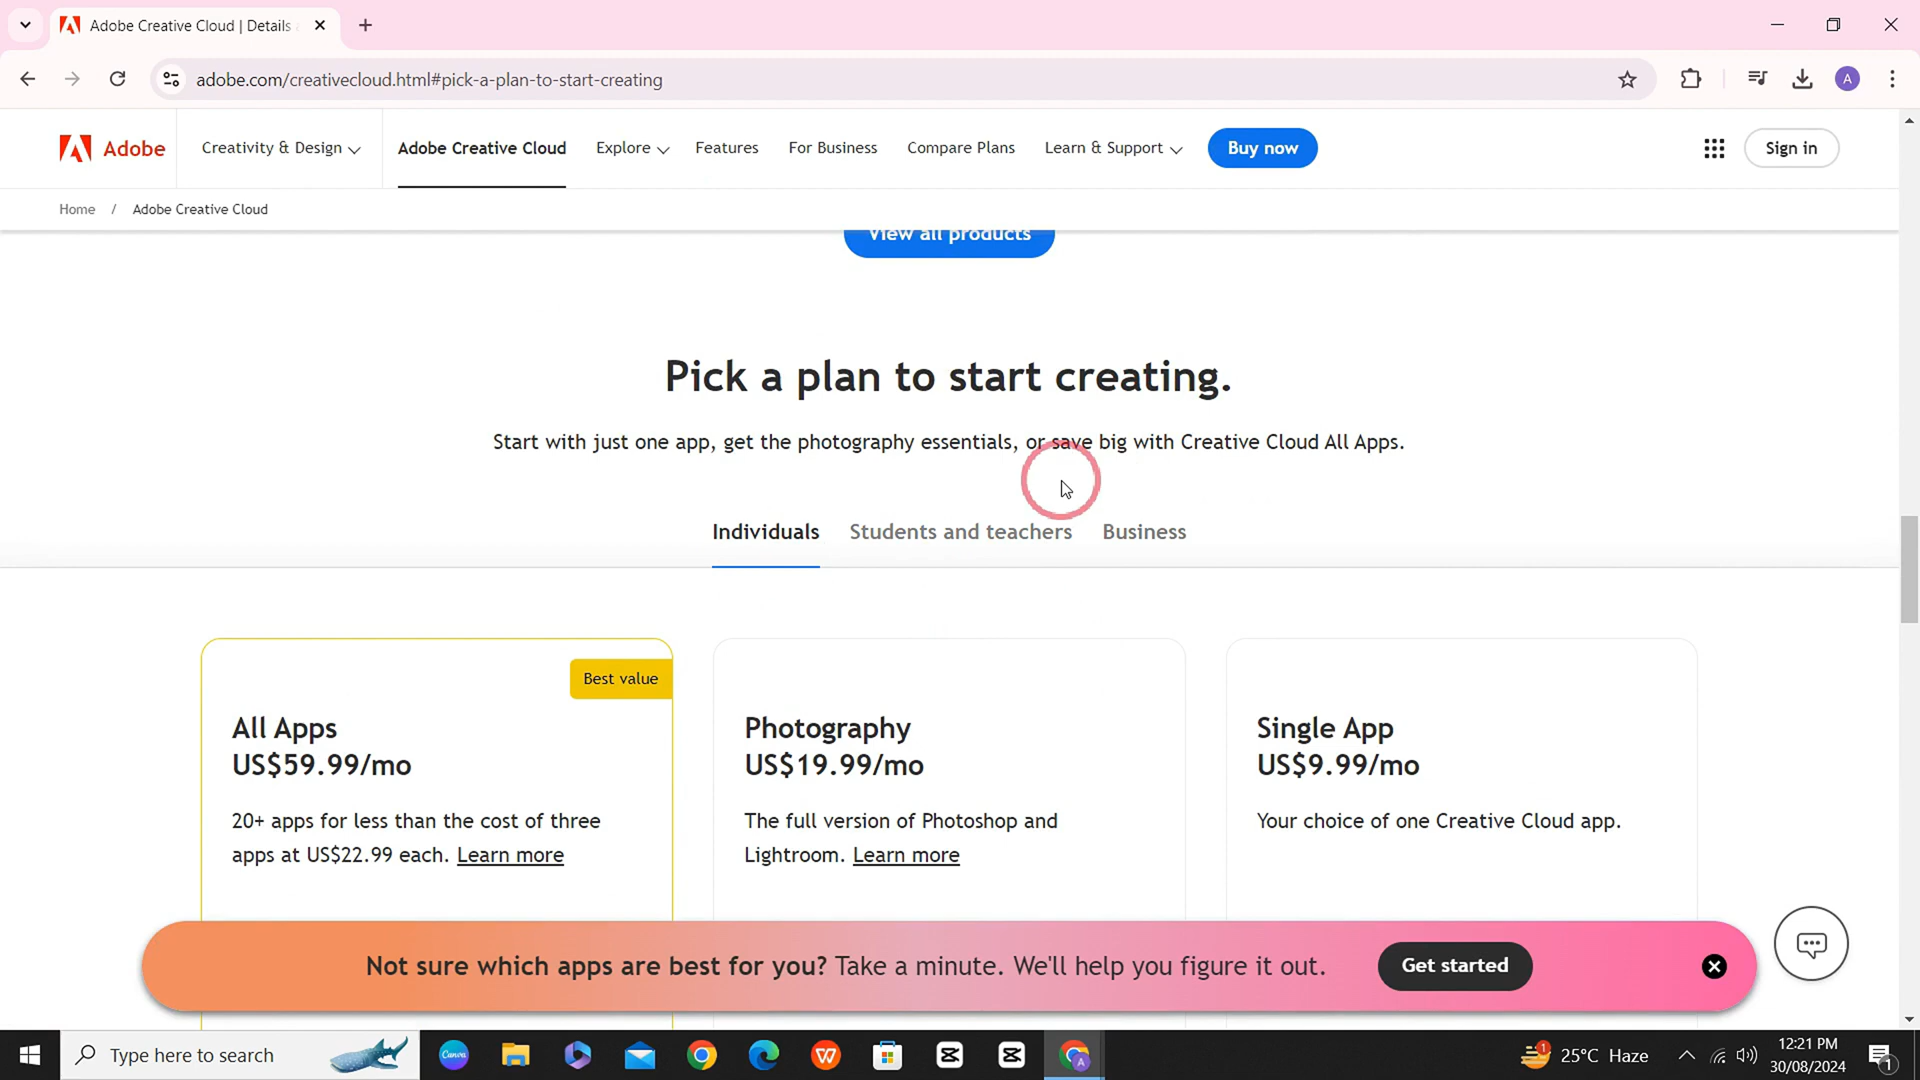 Adobe Creative Cloud | Details
adobe.com/creativecloud.html#pick-a-plan-to-start-creating
A
Adobe
Creativity & Design
Adobe Creative Cloud
Explore
Features
For Business
Compare Plans
Learn & Support
Buy now
Sign in
Home / Adobe Creative Cloud
View all products
Pick a plan to start creating.
Start with just one app, get the photography essentials, or save big with Creative Cloud All Apps.
Individuals
Students and teachers
Business
Best value
All Apps
US$59.99/mo
20+ apps for less than the cost of three
apps at US$22.99 each. Learn more
Photography
US$19.99/mo
The full version of Photoshop and
Lightroom. Learn more
Single App
US$9.99/mo
Your choice of one Creative Cloud app.
Not sure which apps are best for you? Take a minute. We'll help you figure it out.
Get started
Type here to search
Canva
W
A
1
25°C Haze
12:21 PM
30/08/2024
1